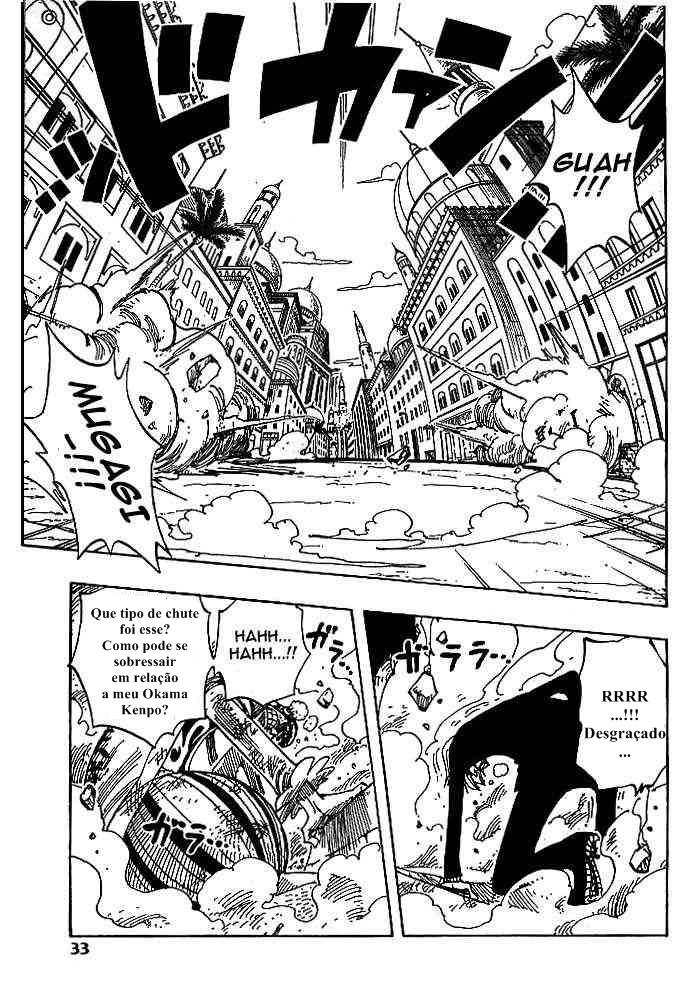 ドカァン
GUAH
!!!
MUGAGI
-!!!
RRRR
...!!!
Desgraçado
...
ガララ...
HAHH...
HAHH...!!
ガラ
Que tipo de chute
foi esse?
Como pode se
sobressair
em relação
a meu Okama
Kenpo?
ガラ...
33